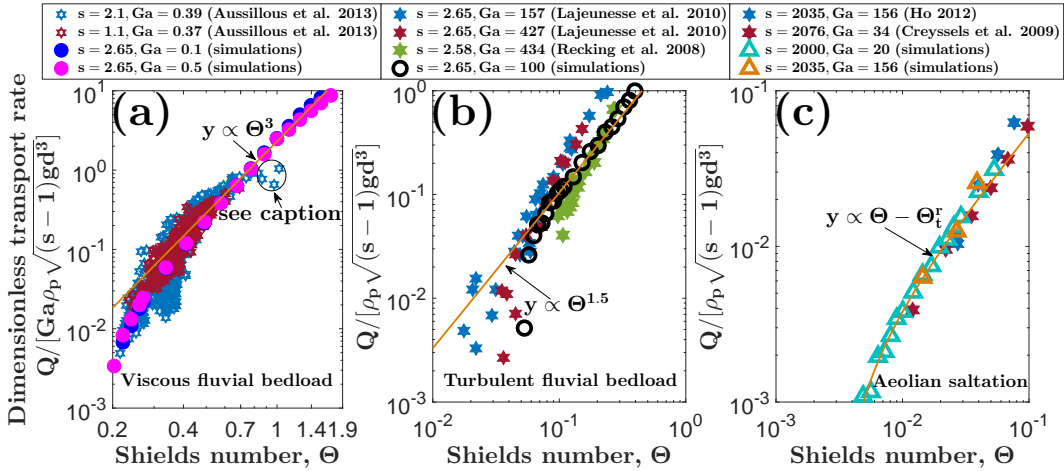 s = 2.1, Ga = 0.39 (Aussillous et al. 2013)
s = 1.1, Ga = 0.37 (Aussillous et al. 2013)
s = 2.65, Ga = 0.1 (simulations)
s = 2.65, Ga = 0.5 (simulations)
s = 2.65, Ga = 157 (Lajeunesse et al. 2010)
s = 2.65, Ga = 427 (Lajeunesse et al. 2010)
s = 2.58, Ga = 434 (Recking et al. 2008)
s = 2.65, Ga = 100 (simulations)
s = 2035, Ga = 156 (Ho 2012)
s = 2076, Ga = 34 (Creyssels et al. 2009)
s = 2000, Ga = 20 (simulations)
s = 2035, Ga = 156 (simulations)
Dimensionless transport rate
Q/[Gaρₚ√(s − 1)gd³]
10¹
10⁰
10⁻¹
10⁻²
10⁻³
(a)
y ∝ Θ³
see caption
Viscous fluvial bedload
0.2 0.4 0.7 1 1.4 1.9
Shields number, Θ
Q/[ρₚ√(s − 1)gd³]
10⁰
10⁻¹
10⁻²
10⁻³
(b)
y ∝ Θ¹·⁵
Turbulent fluvial bedload
10⁻² 10⁻¹ 10⁰
Shields number, Θ
Q/[ρₚ√(s − 1)gd³]
10⁻¹
10⁻²
10⁻³
(c)
y ∝ Θ − Θₜʳ
Aeolian saltation
10⁻³ 10⁻² 10⁻¹
Shields number, Θ